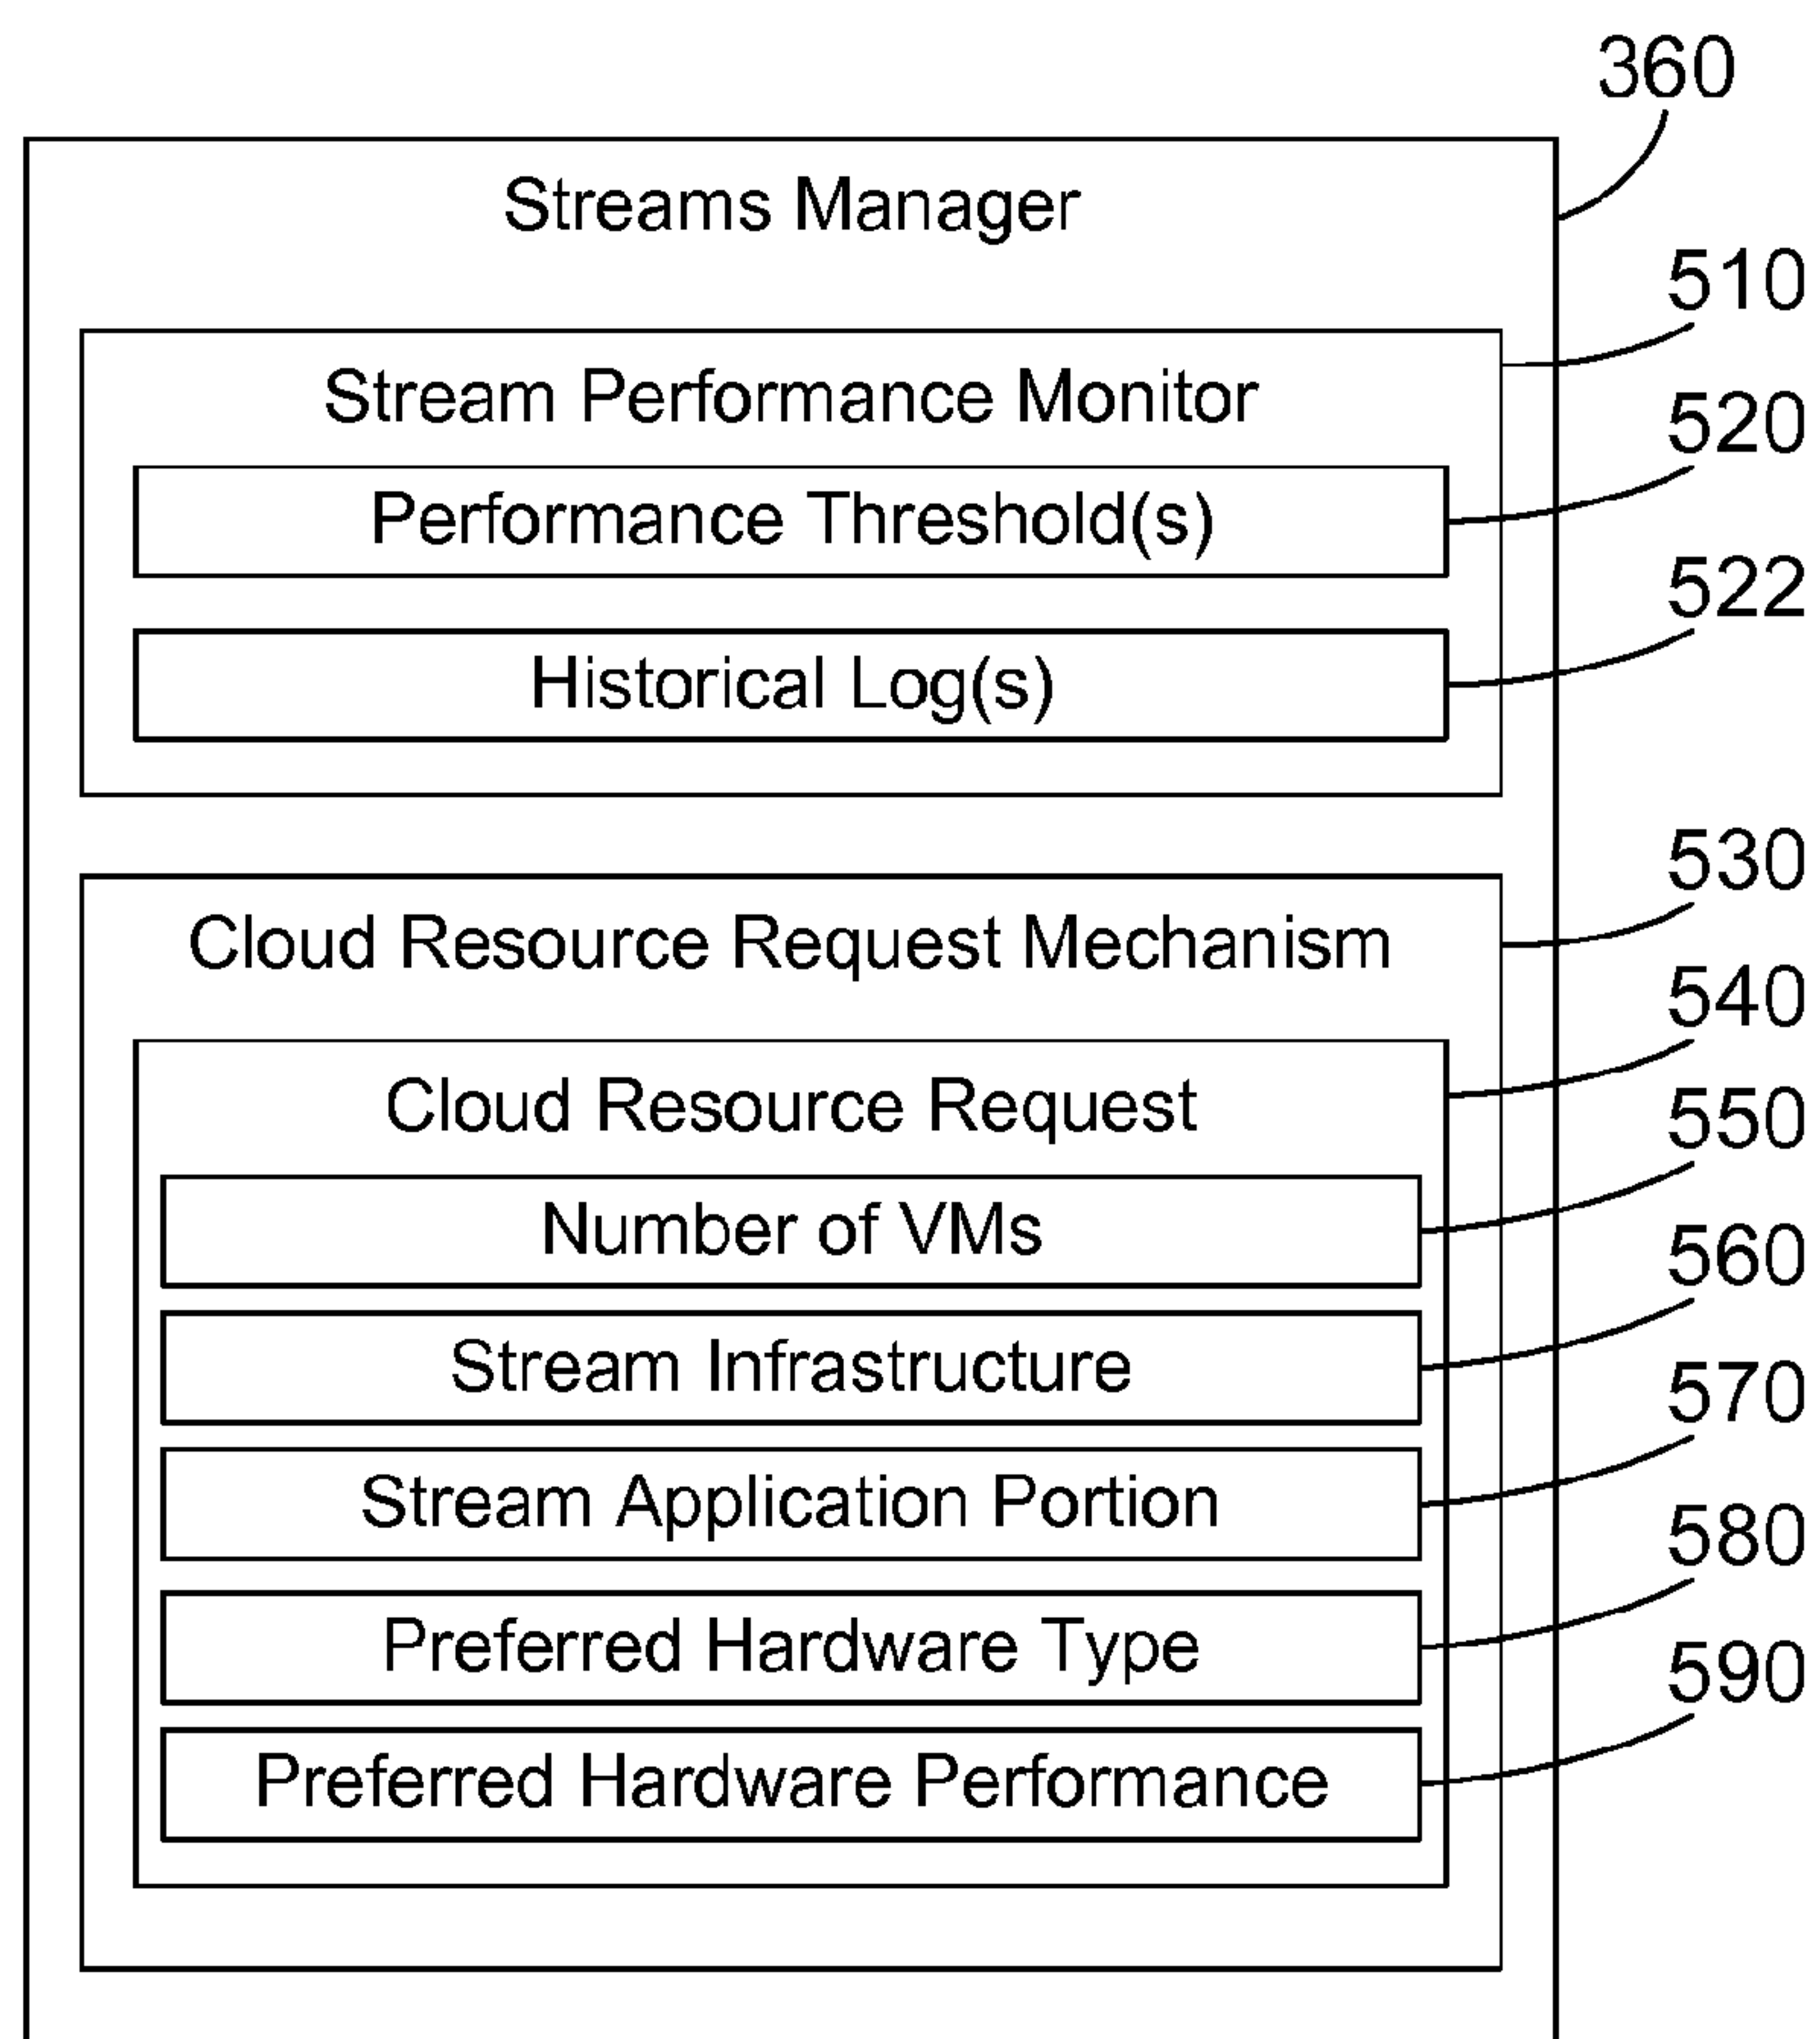 360
Streams Manager
510
Stream Performance Monitor
520
Performance Threshold(s)
522
Historical Log(s)
530
Cloud Resource Request Mechanism
540
Cloud Resource Request
550
Number of VMs
560
Stream Infrastructure
570
Stream Application Portion
580
Preferred Hardware Type
590
Preferred Hardware Performance